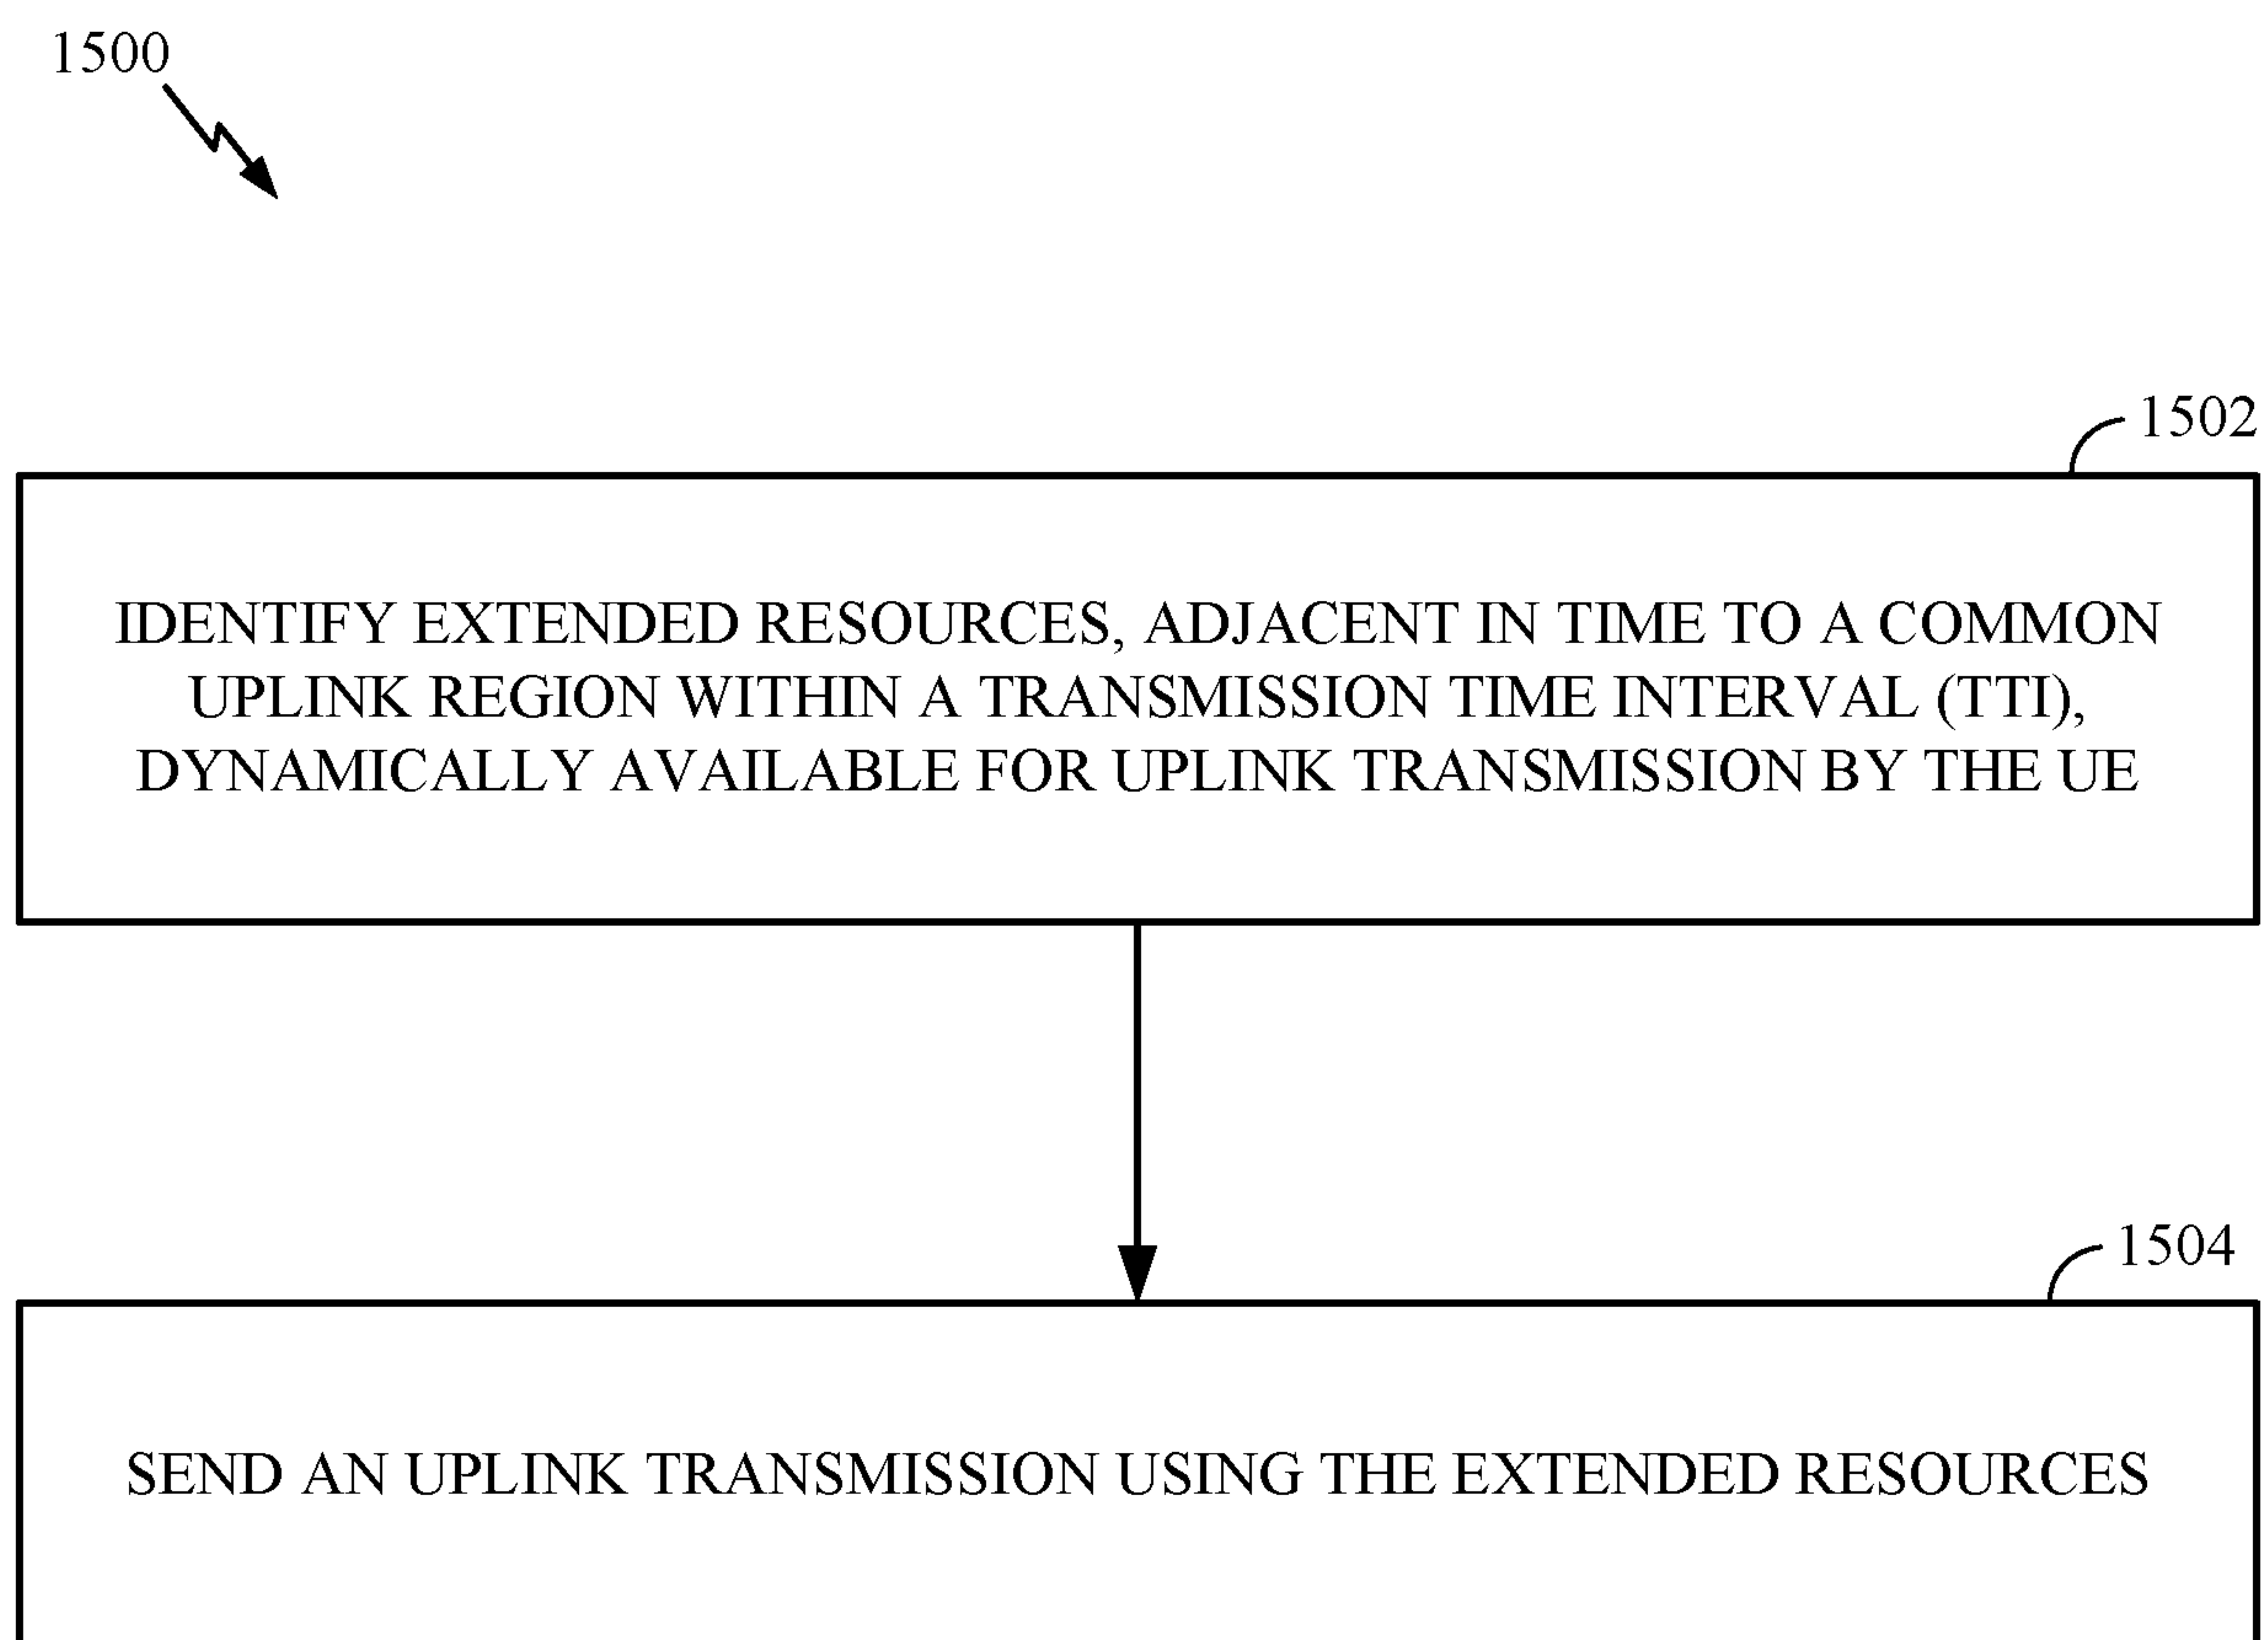 1500
1502
IDENTIFY EXTENDED RESOURCES, ADJACENT IN TIME TO A COMMON
UPLINK REGION WITHIN A TRANSMISSION TIME INTERVAL (TTI),
DYNAMICALLY AVAILABLE FOR UPLINK TRANSMISSION BY THE UE
1504
SEND AN UPLINK TRANSMISSION USING THE EXTENDED RESOURCES